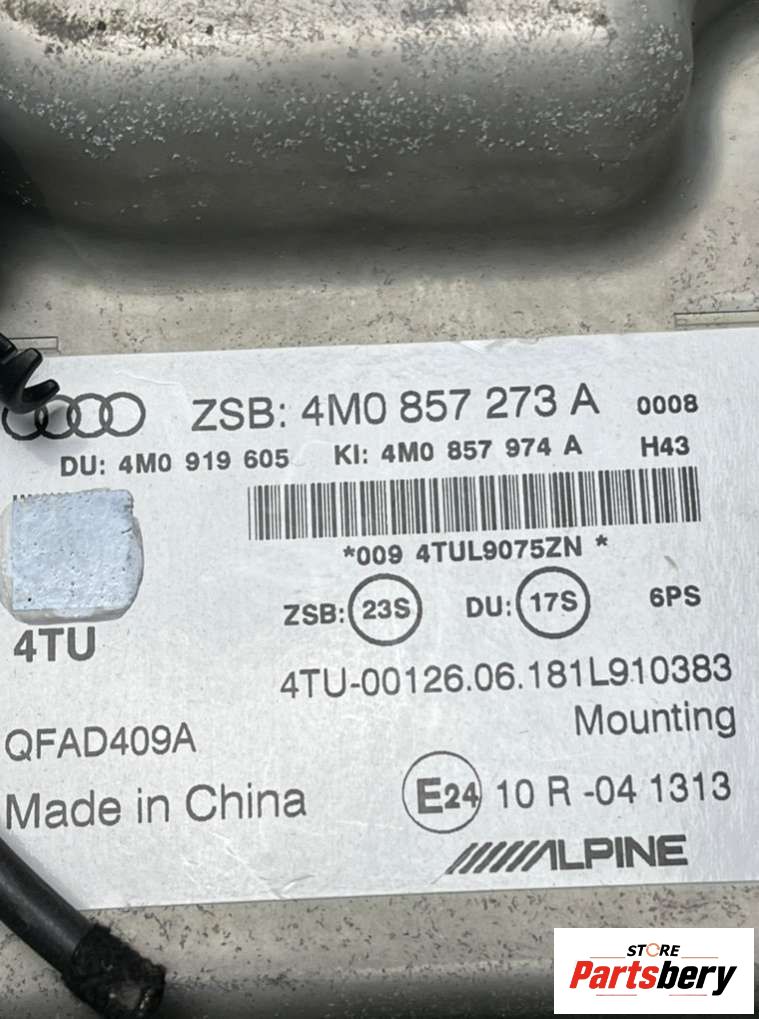 ZSB: 4M0 857 273 A 0008
DU: 4M0 919 605 KI: 4M0 857 974 A H43
*009 4TUL9075ZN *
ZSB: 23S DU: 17S 6PS
4TU
4TU-00126.06.181L910383
Mounting
QFAD409A
Made in China
E24 10 R -04 1313
ALPINE
STORE
Partsbery